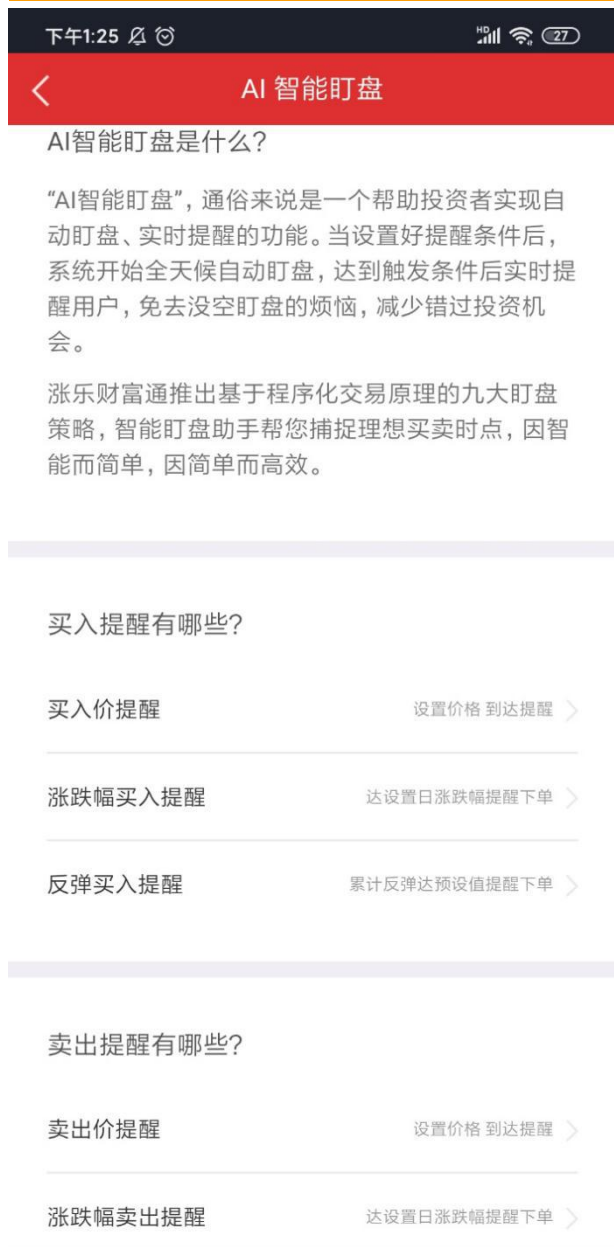 下午1:25
HD
27
AI 智能盯盘
AI智能盯盘是什么?
“AI智能盯盘”, 通俗来说是一个帮助投资者实现自
动盯盘、实时提醒的功能。当设置好提醒条件后,
系统开始全天候自动盯盘, 达到触发条件后实时提
醒用户, 免去没空盯盘的烦恼, 减少错过投资机
会。
涨乐财富通推出基于程序化交易原理的九大盯盘
策略, 智能盯盘助手帮您捕捉理想买卖时点, 因智
能而简单, 因简单而高效。
买入提醒有哪些?
买入价提醒 设置价格 到达提醒
涨跌幅买入提醒 达设置日涨跌幅提醒下单
反弹买入提醒 累计反弹达预设值提醒下单
卖出提醒有哪些?
卖出价提醒 设置价格 到达提醒
涨跌幅卖出提醒 达设置日涨跌幅提醒下单